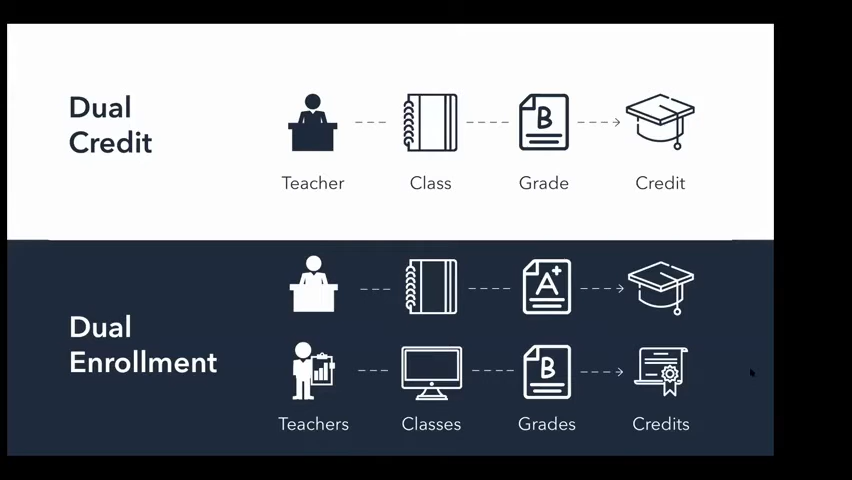 Dual
Credit
B
Teacher
Class
Grade
Credit
Dual
Enrollment
A+
B
Teachers
Classes
Grades
Credits